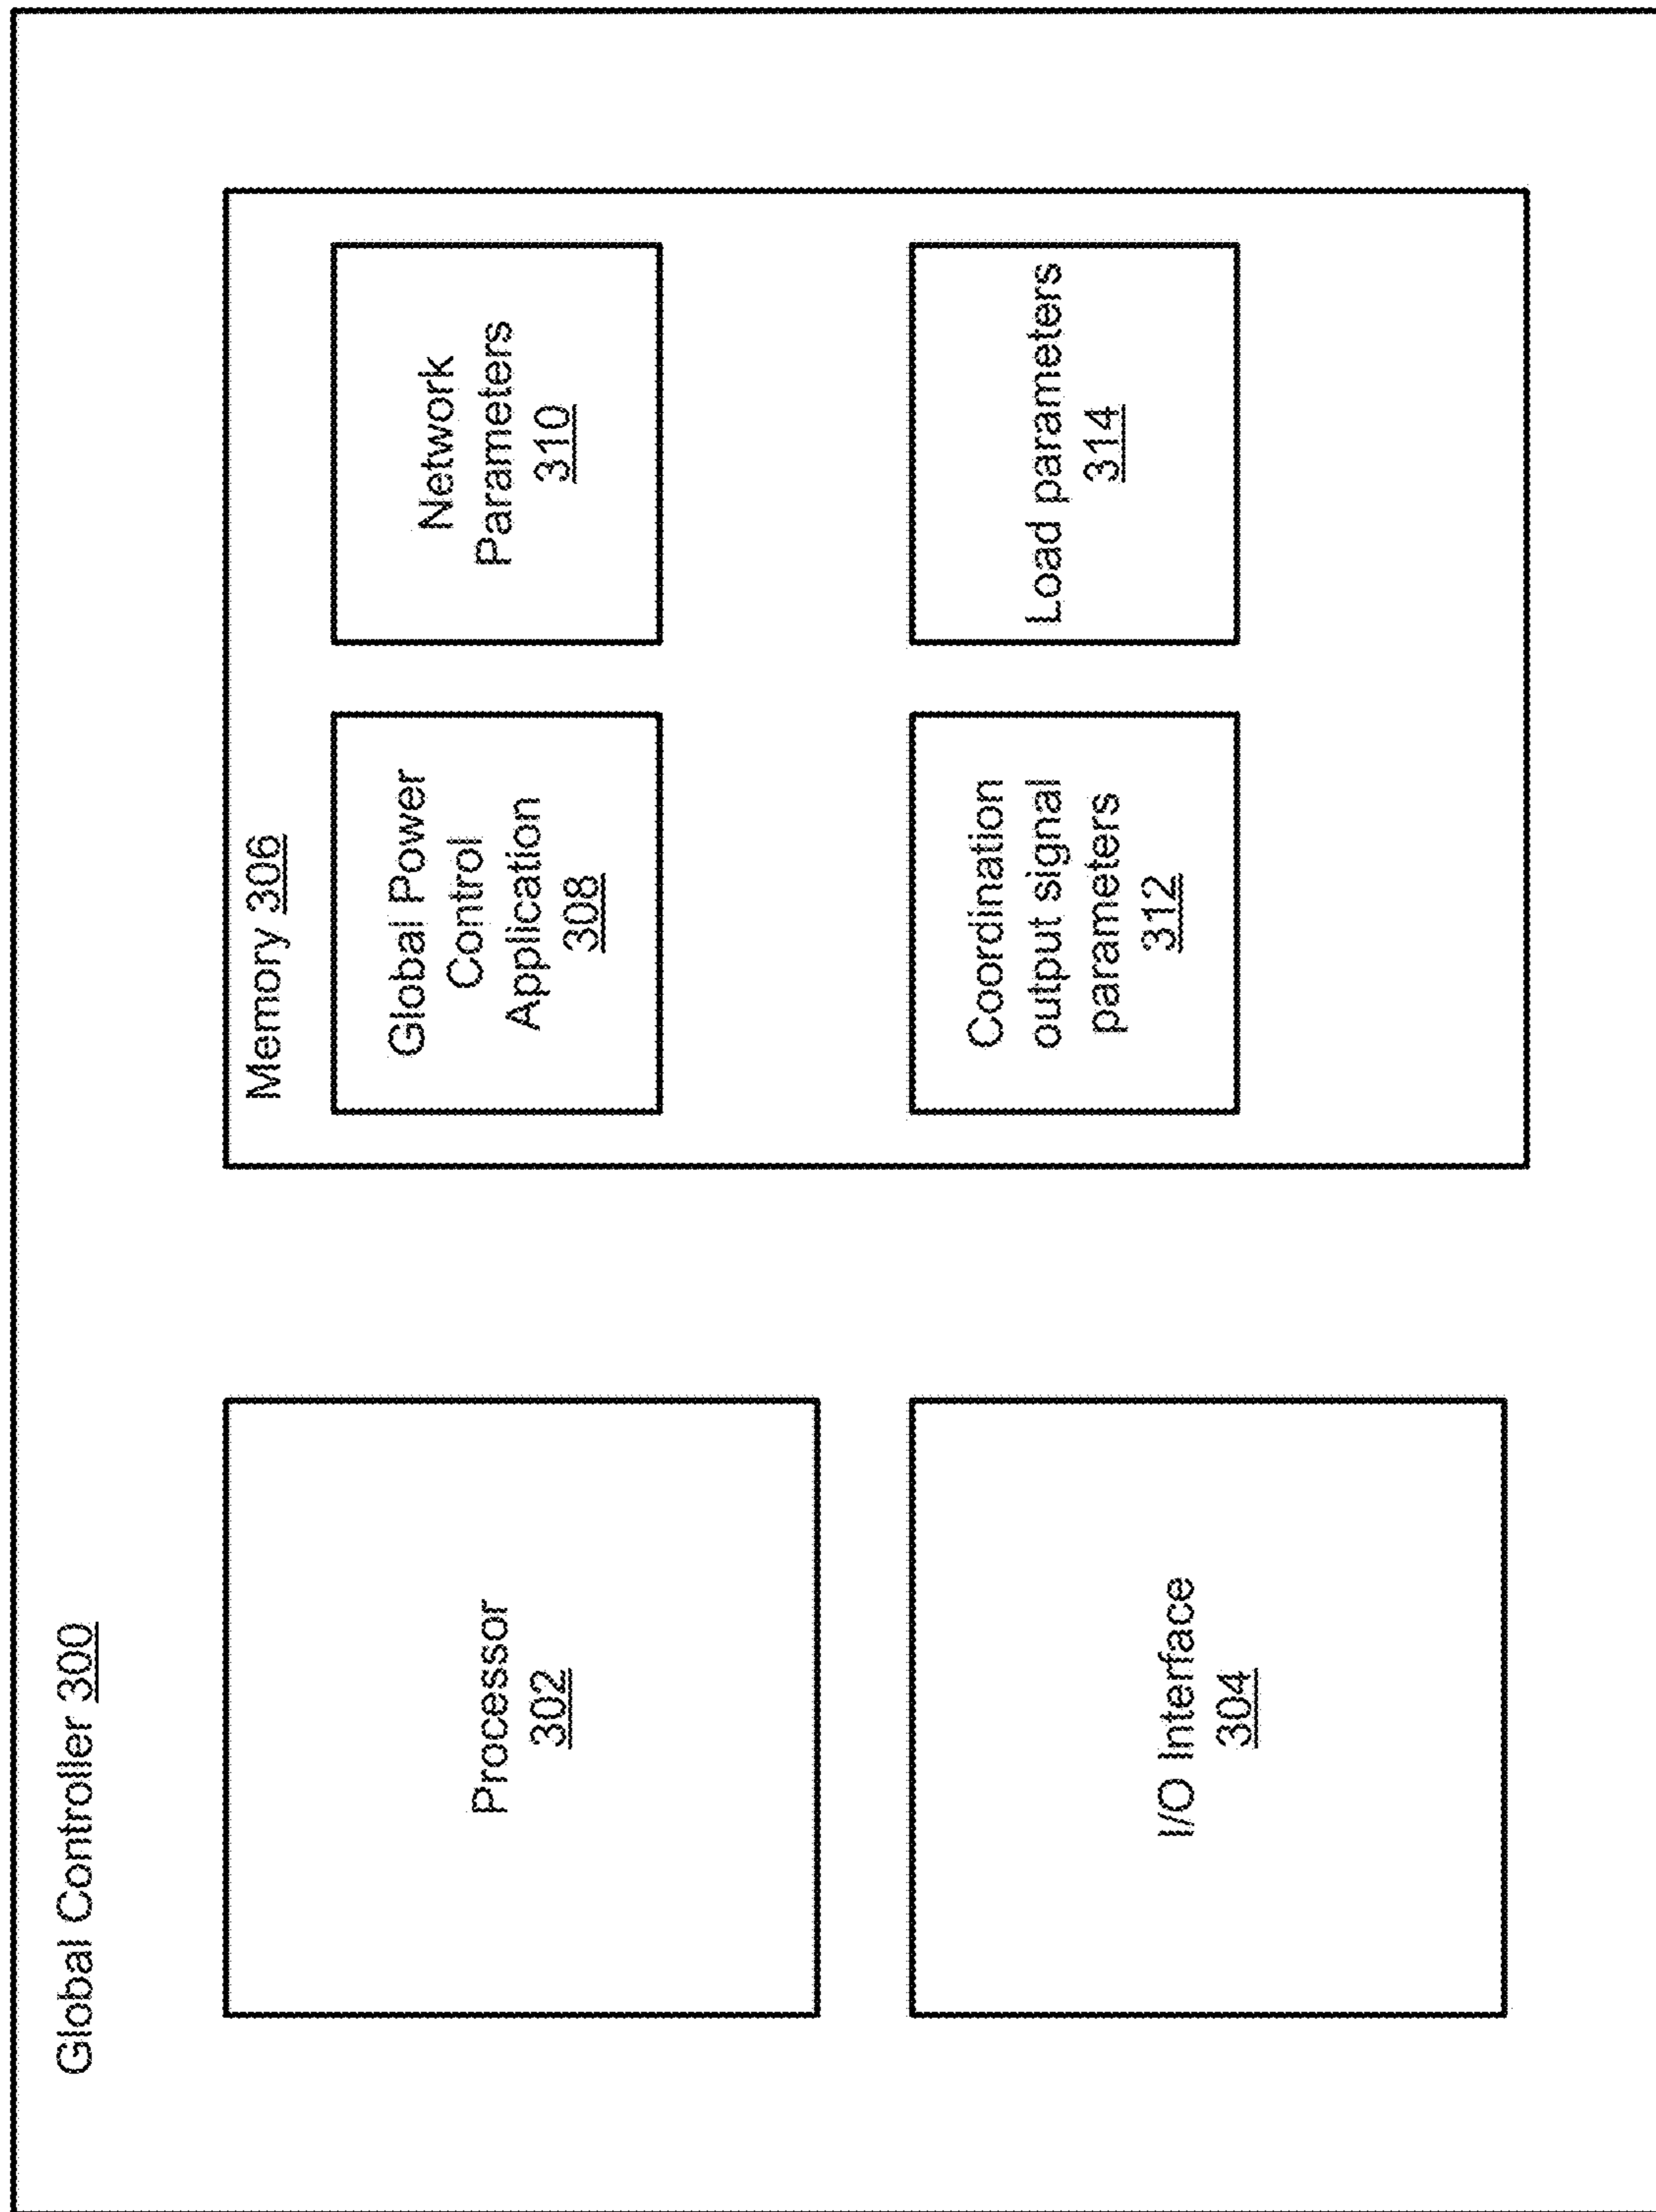 Global Controller 300
Processor
302
I/O Interface
304
Memory 306
Global Power
Control
Application
308
Network
Parameters
310
Coordination
output signal
parameters
312
Load parameters
314